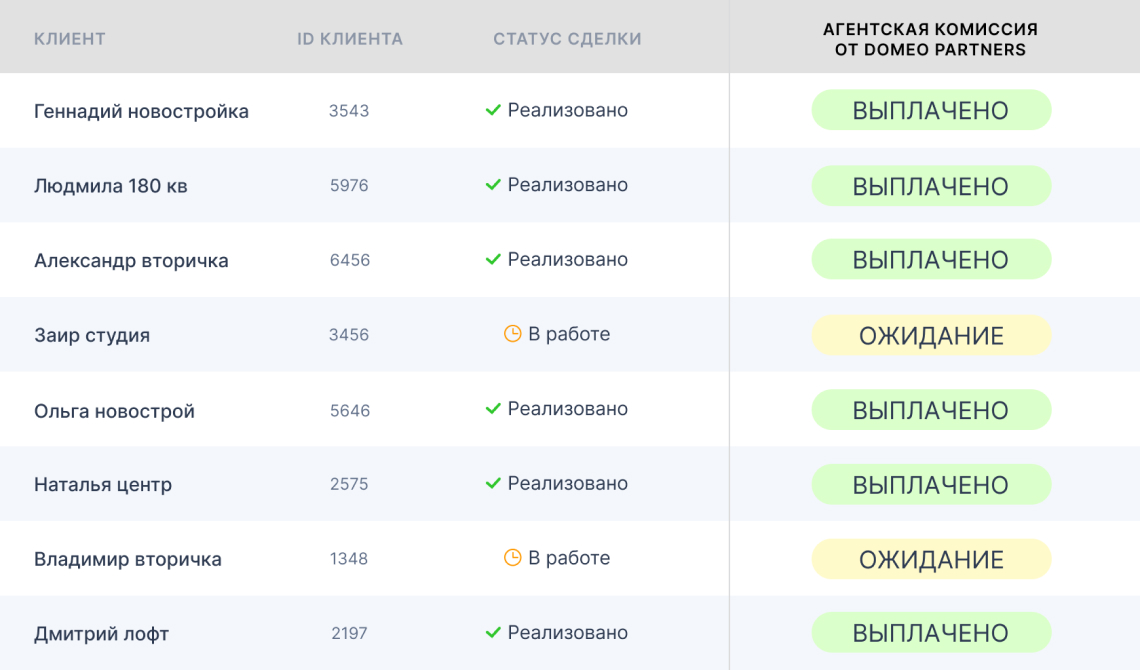 КЛИЕНТ ID КЛИЕНТА СТАТУС СДЕЛКИ АГЕНТСКАЯ КОМИССИЯ
ОТ DOMEO PARTNERS
Геннадий новостройка 3543 Реализовано ВЫПЛАЧЕНО
Людмила 180 кв 5976 Реализовано ВЫПЛАЧЕНО
Александр вторичка 6456 Реализовано ВЫПЛАЧЕНО
Заир студия 3456 В работе ОЖИДАНИЕ
Ольга новострой 5646 Реализовано ВЫПЛАЧЕНО
Наталья центр 2575 Реализовано ВЫПЛАЧЕНО
Владимир вторичка 1348 В работе ОЖИДАНИЕ
Дмитрий лофт 2197 Реализовано ВЫПЛАЧЕНО